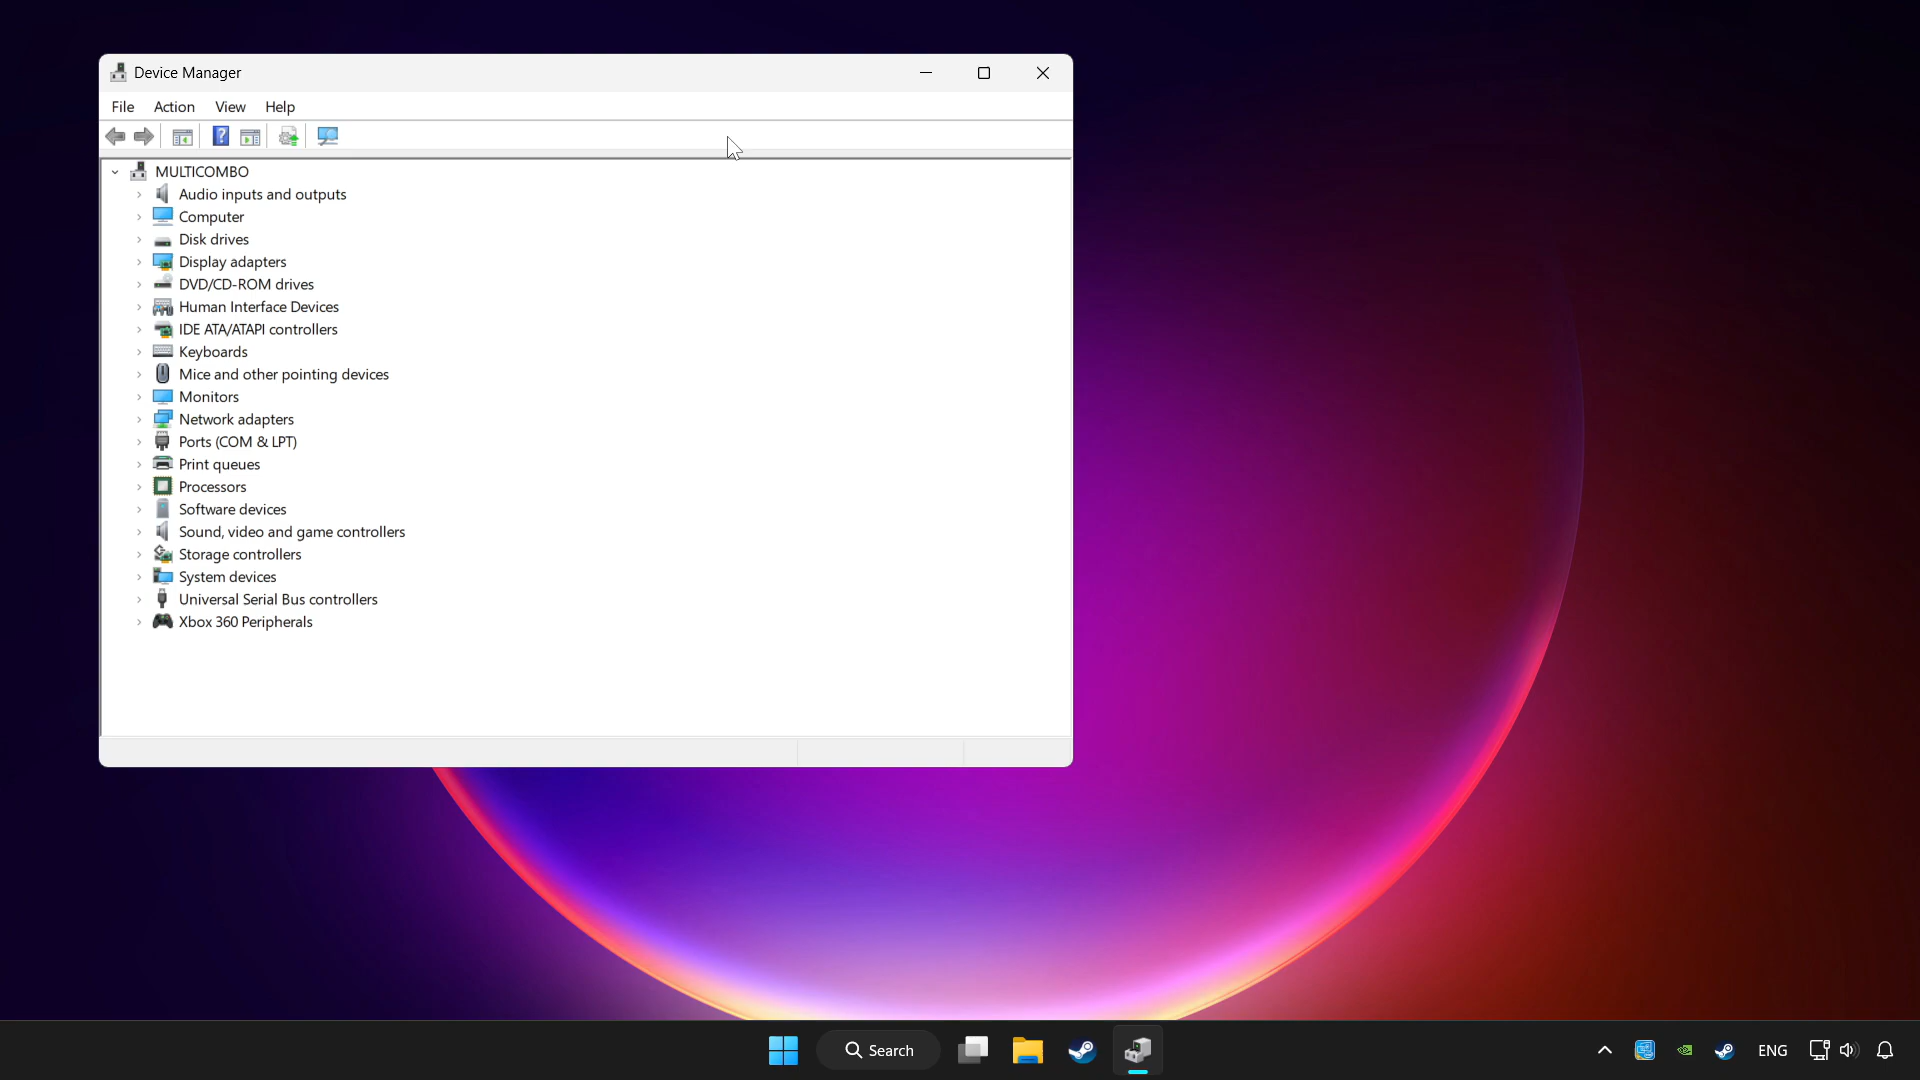 Device Manager
File Action View Help
MULTICOMBO
Audio inputs and outputs
Computer
Disk drives
Display adapters
DVD/CD-ROM drives
Human Interface Devices
IDE ATA/ATAPI controllers
Keyboards
Mice and other pointing devices
Monitors
Network adapters
Ports (COM & LPT)
Print queues
Processors
Software devices
Sound, video and game controllers
Storage controllers
System devices
Universal Serial Bus controllers
Xbox 360 Peripherals
Search
ENG